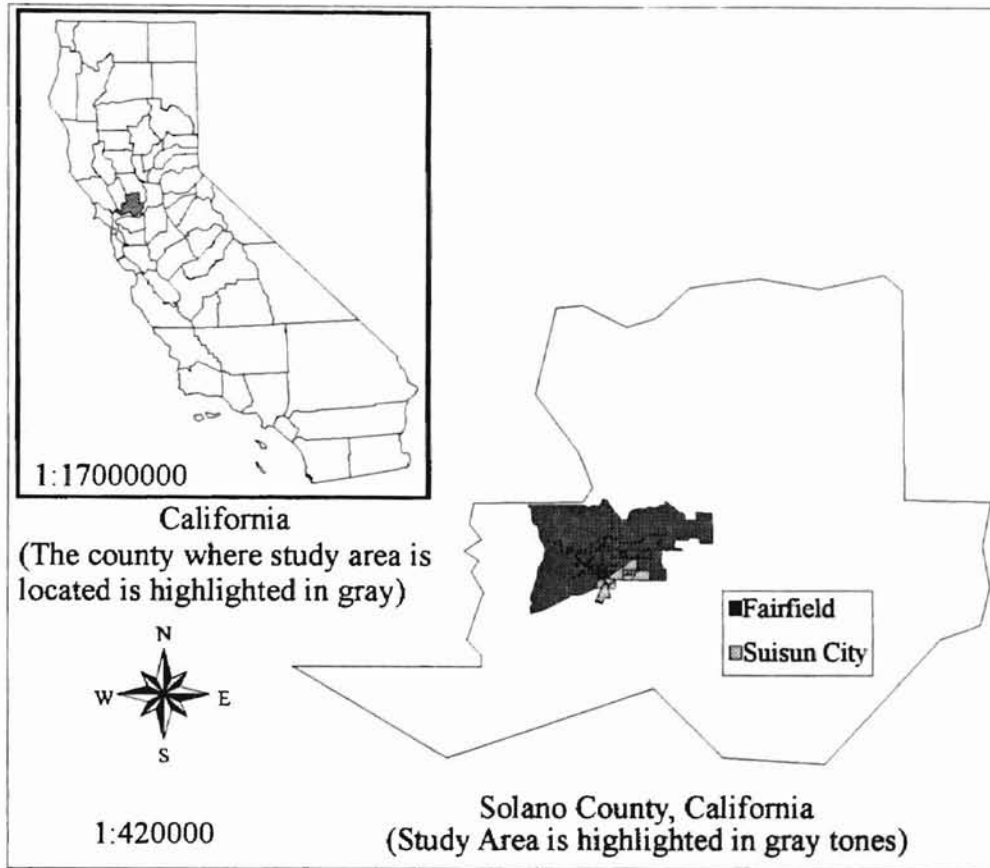 1:17000000
California
(The county where study area is
located is highlighted in gray)
N
W
E
S
1:420000
Fairfield
Suisun City
Solano County, California
(Study Area is highlighted in gray tones)